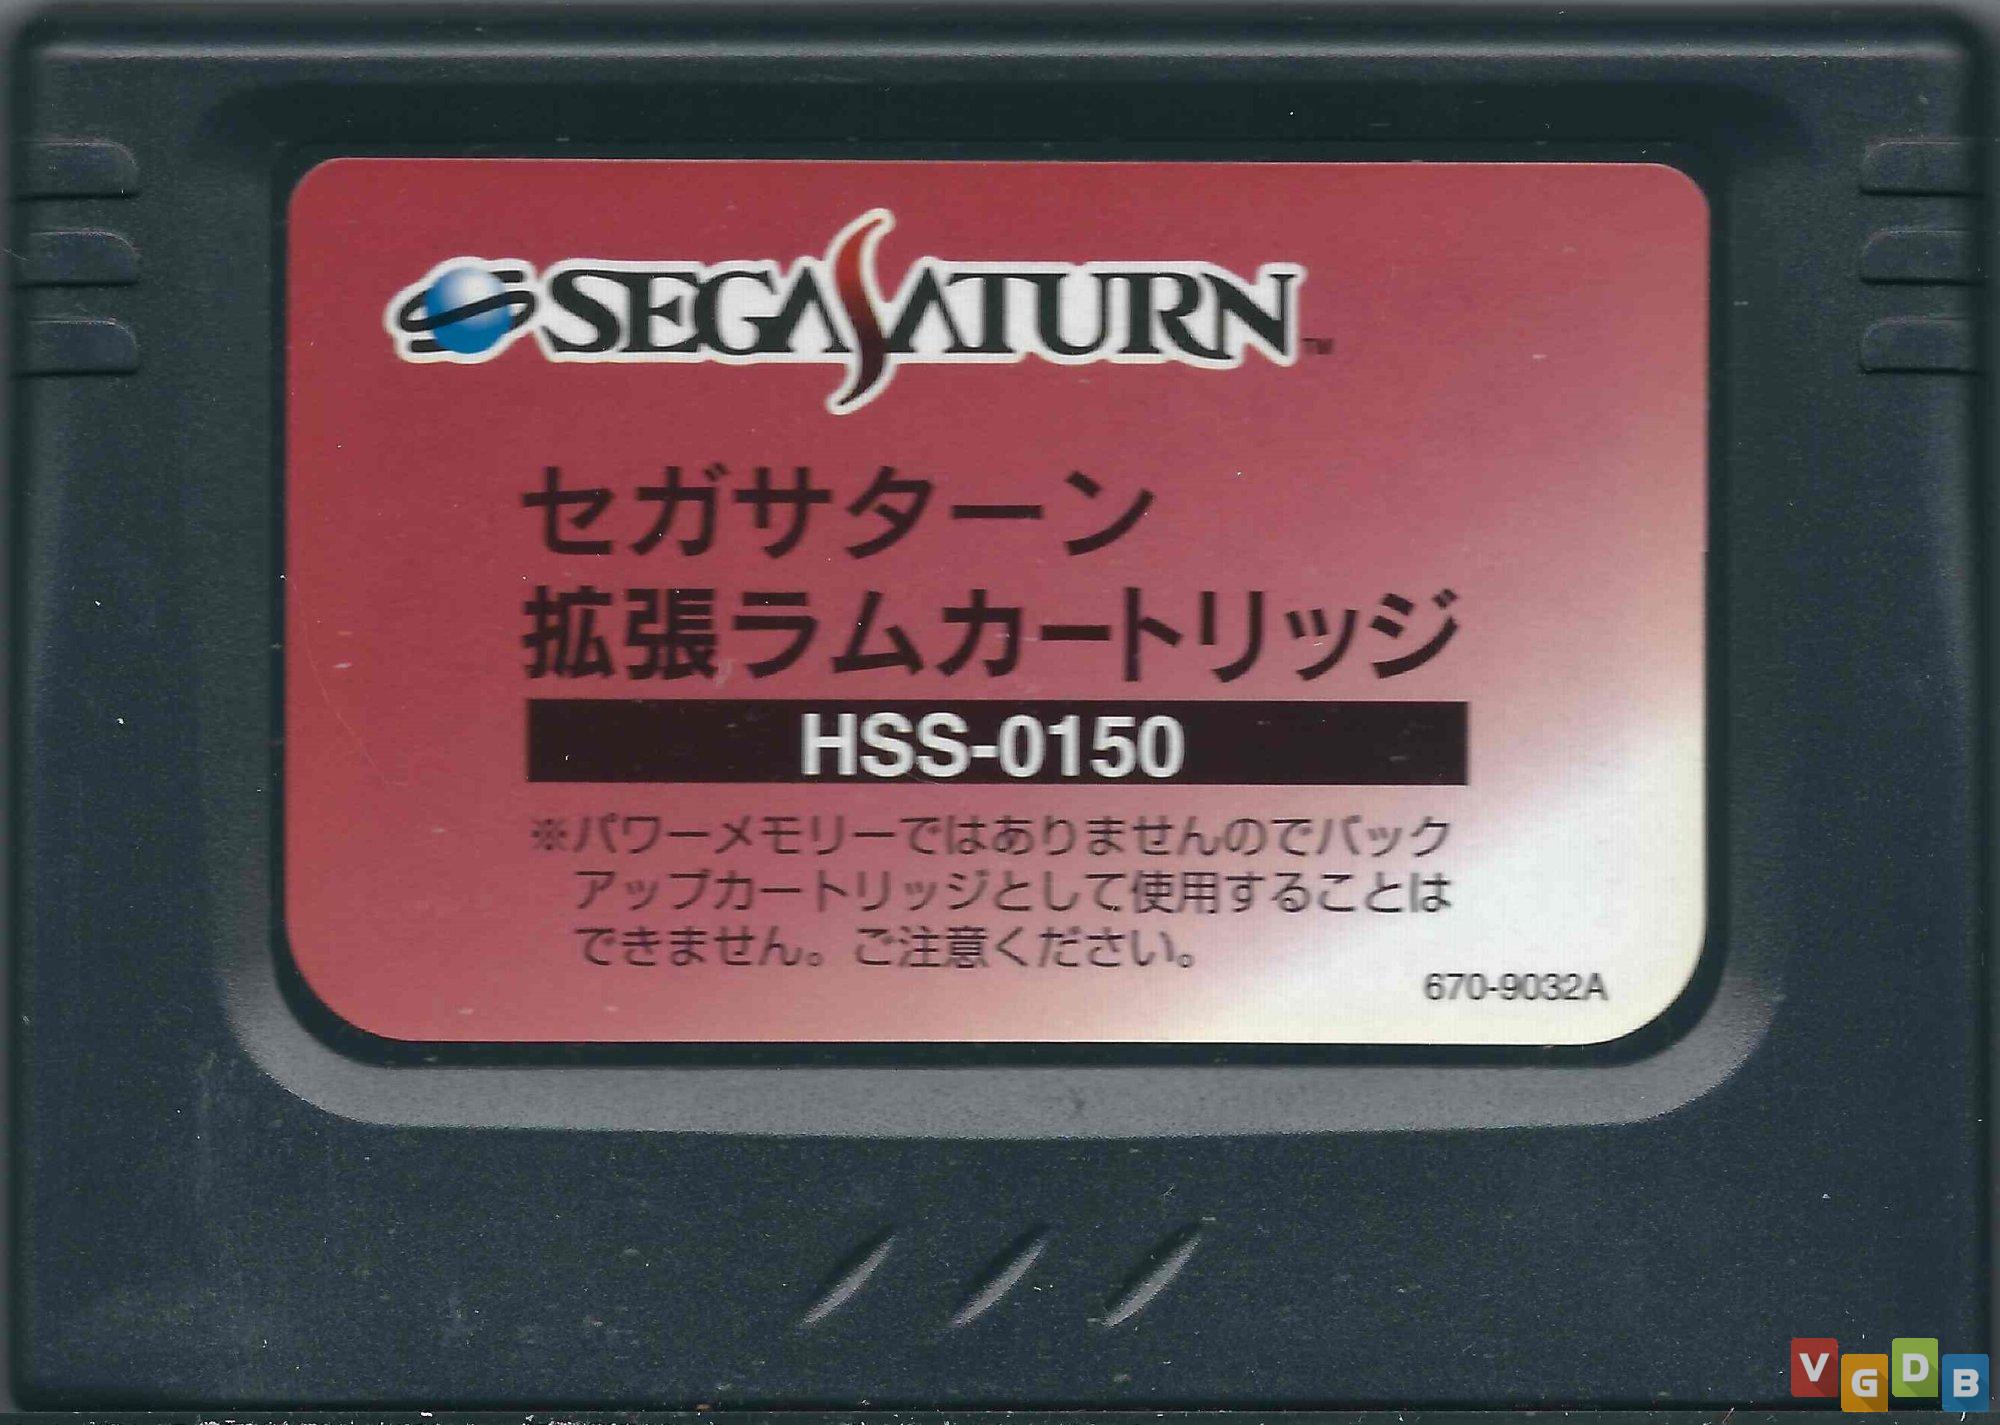 SEGA SATURN™
セガサターン
拡張ラムカートリッジ
HSS-0150
※パワーメモリーではありませんのでバック
アップカートリッジとして使用することは
できません。ご注意ください。
670-9032A
VGDB